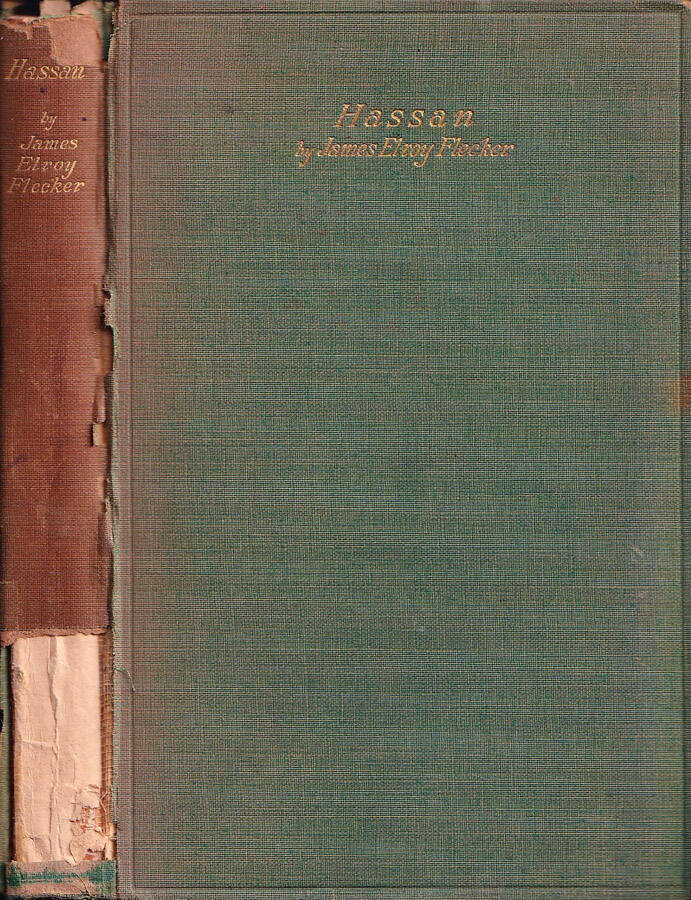 Hassan
by
James
Elroy
Flecker
Hassan
by James Elroy Flecker